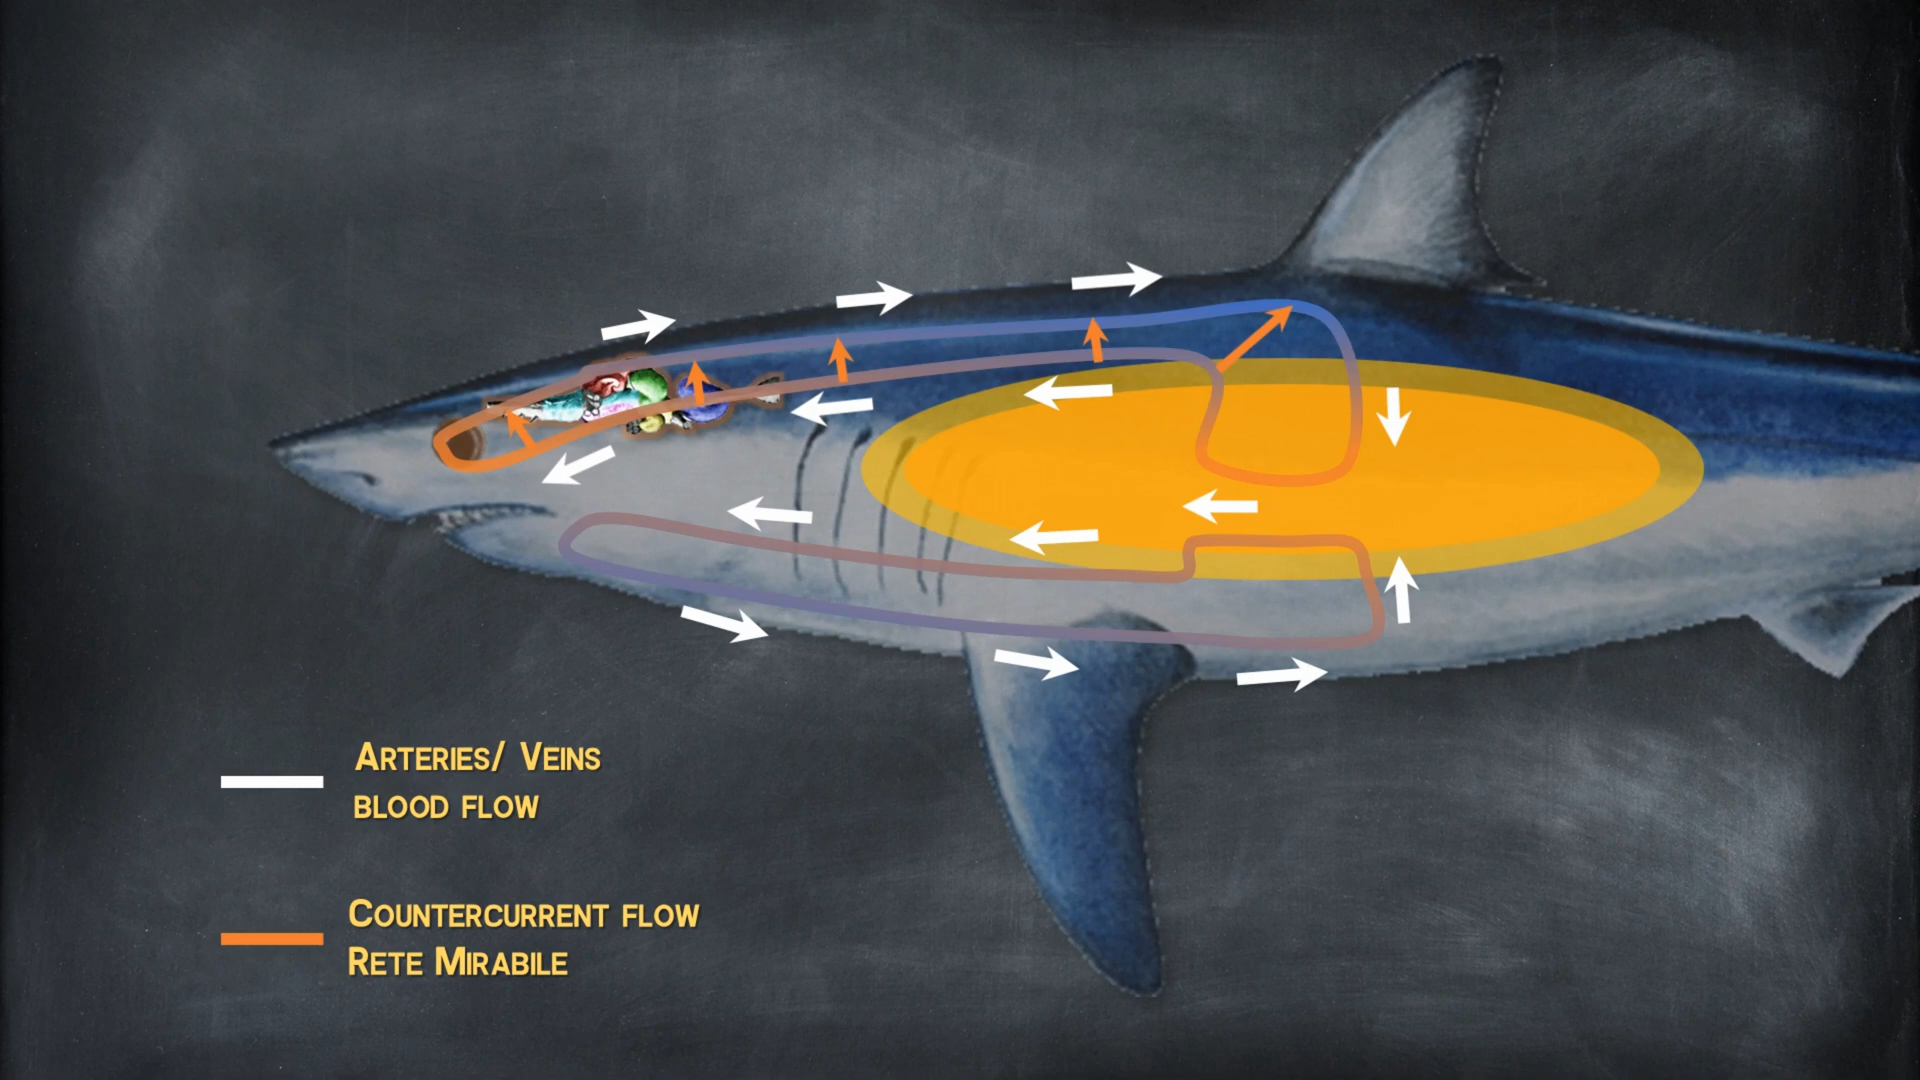 Arteries/ Veins
blood flow
Countercurrent flow
Rete Mirabile